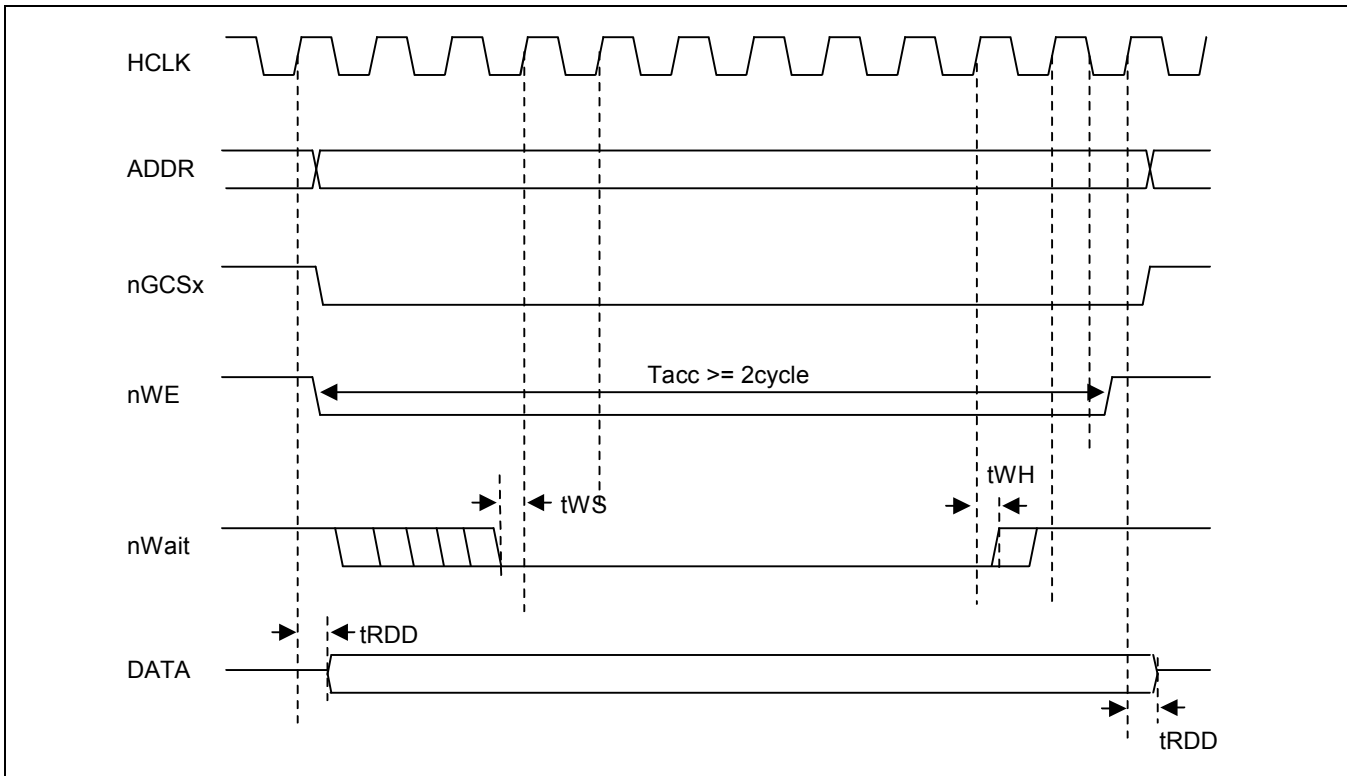 HCLK
ADDR
nGCSx
Tacc >= 2cycle
nWE
tWH
tWS
nWait
tRDD
DATA
tRDD